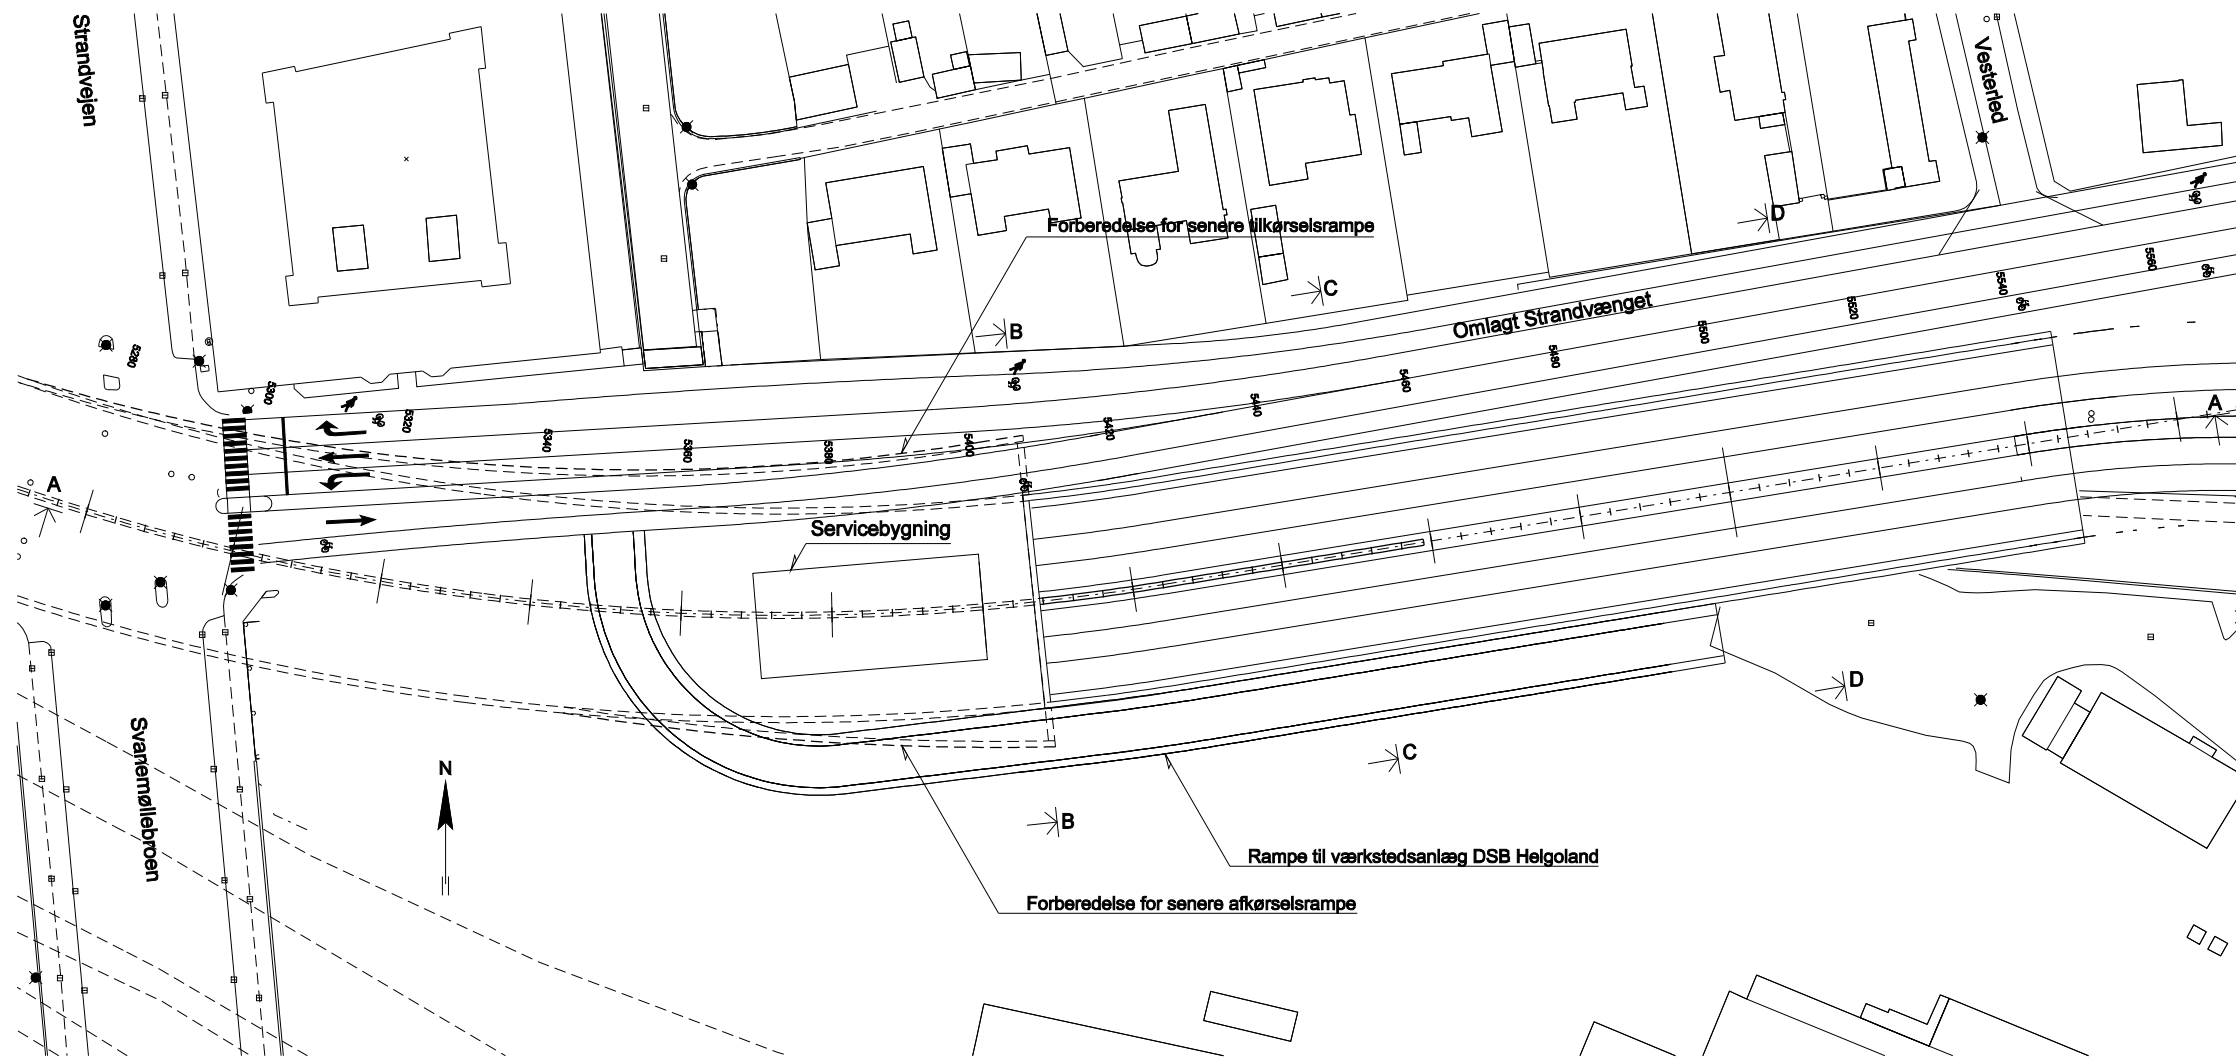 Strandvejen
Vesterled
D
Forberedelse for senere tilkørselsrampe
C
B
Omlagt Strandvænget
5280
5300
5320
5340
5360
5380
5400
5420
5440
5460
5480
5500
5520
5540
5560
A
A
Servicebygning
D
Svanemøllebroen
N
C
B
Rampe til værkstedsanlæg DSB Helgoland
Forberedelse for senere afkørselsrampe